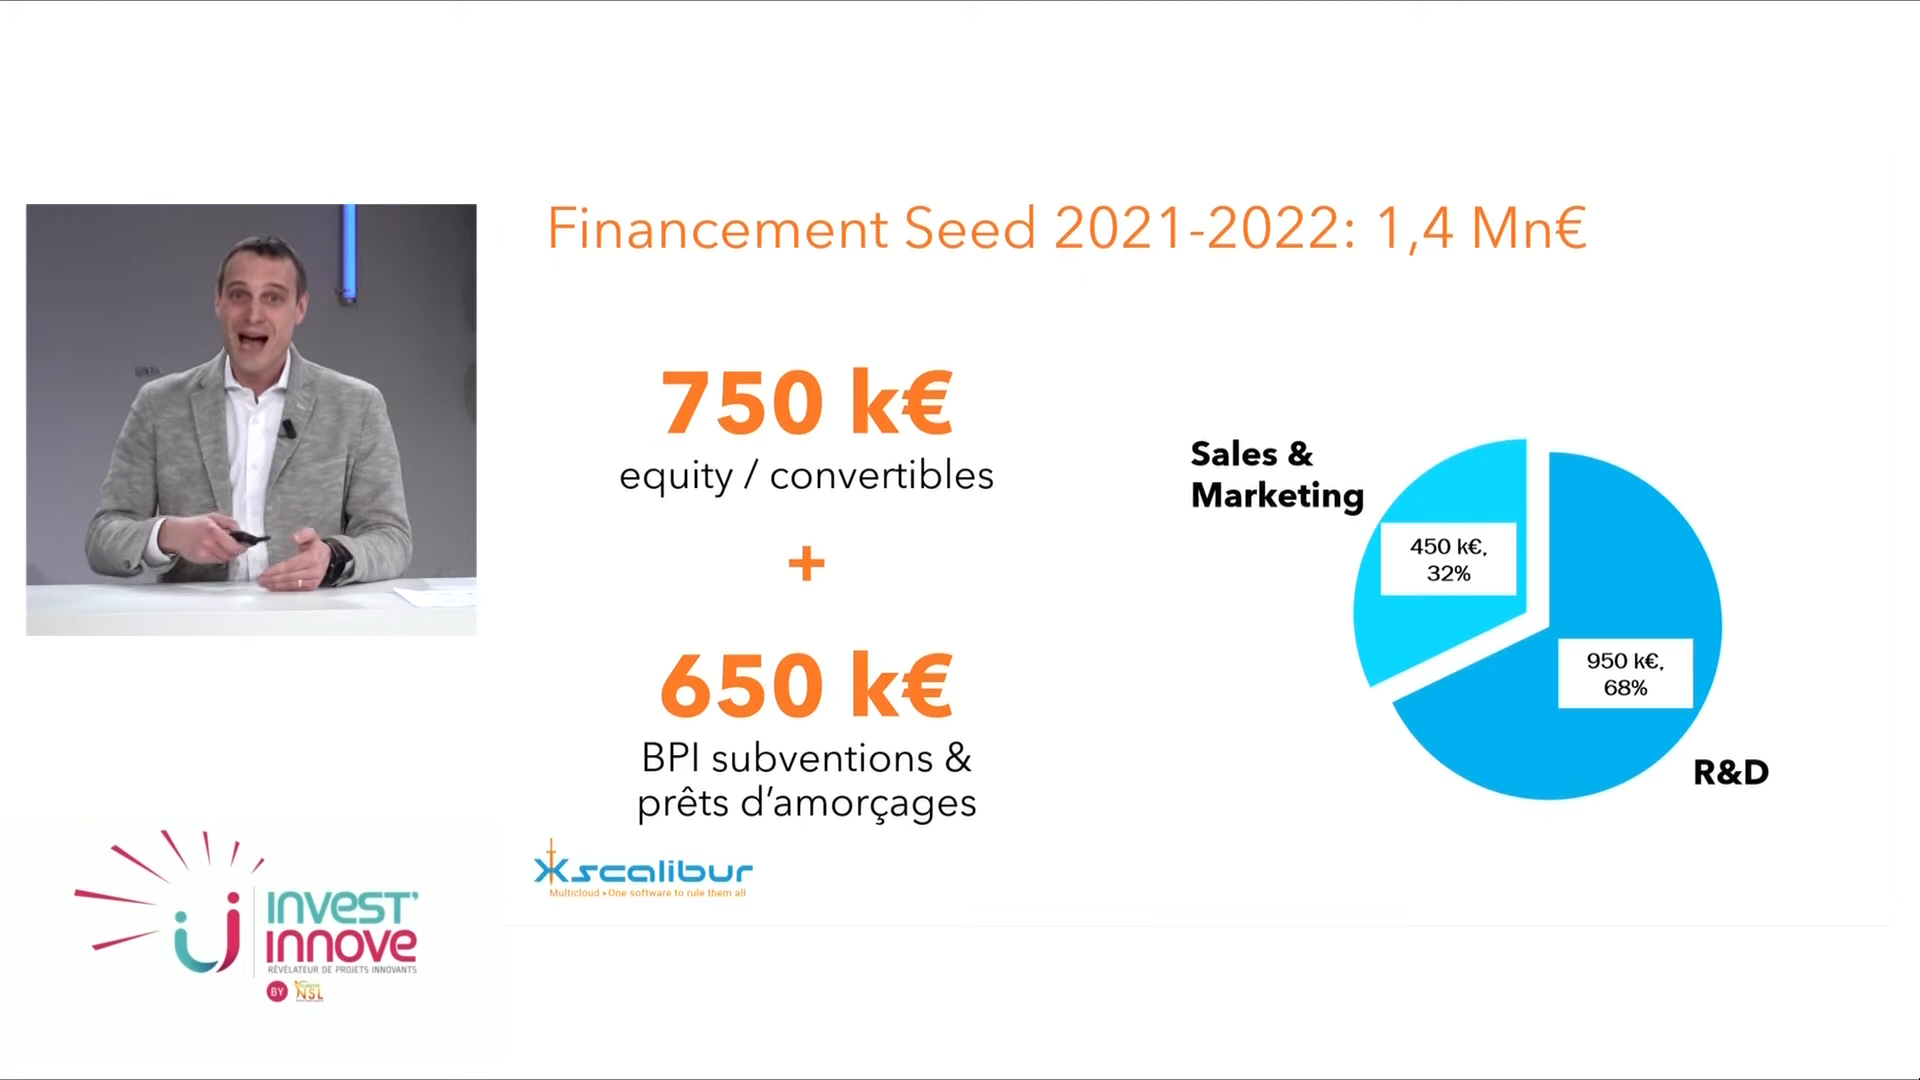 Financement Seed 2021-2022: 1,4 Mn€
750 k€
equity / convertibles
+
650 k€
BPI subventions &
prêts d'amorçages
Sales &
Marketing
450 k€,
32%
950 k€,
68%
R&D
Xscalibur
Multicloud > One software to rule them all
INVEST'
INNOVE
RÉVÉLATEUR DE PROJETS INNOVANTS
BY
NSL